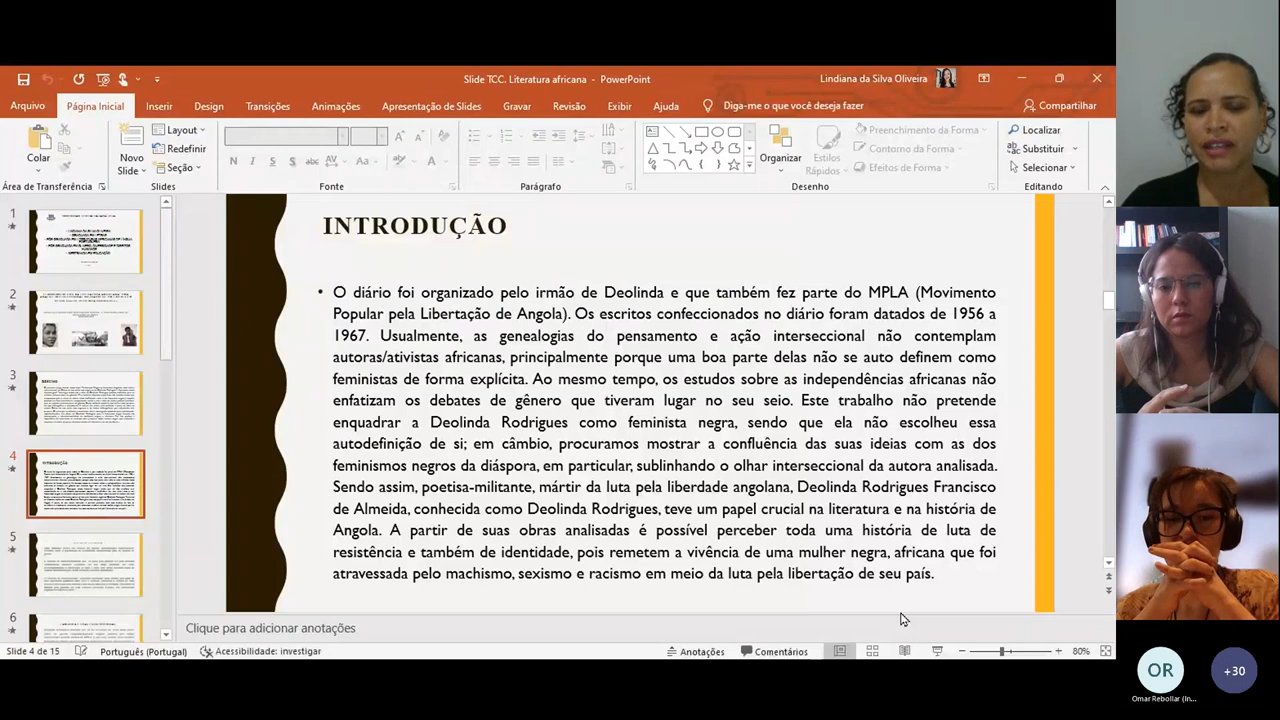 Slide TCC. Literatura africana - PowerPoint
Lindiana da Silva Oliveira
Arquivo
Página Inicial
Inserir
Design
Transições
Animações
Apresentação de Slides
Gravar
Revisão
Exibir
Ajuda
Diga-me o que você deseja fazer
Compartilhar
Colar
Área de Transferência
Novo
Slide
Layout
Redefinir
Seção
Slides
N I S S abc AV Aa A
Fonte
Parágrafo
Organizar
Estilos
Rápidos
Preenchimento da Forma
Contorno da Forma
Efeitos de Forma
Desenho
Localizar
Substituir
Selecionar
Editando
1
2
3
4
5
6
INTRODUÇÃO
• O diário foi organizado pelo irmão de Deolinda e que também fez parte do MPLA (Movimento
Popular pela Libertação de Angola). Os escritos confeccionados no diário foram datados de 1956 a
1967. Usualmente, as genealogias do pensamento e ação interseccional não contemplam
autoras/ativistas africanas, principalmente porque uma boa parte delas não se auto definem como
feministas de forma explícita. Ao mesmo tempo, os estudos sobre as independências africanas não
enfatizam os debates de gênero que tiveram lugar no seu seio. Este trabalho não pretende
enquadrar a Deolinda Rodrigues como feminista negra, sendo que ela não escolheu essa
autodefinição de si; em câmbio, procuramos mostrar a confluência das suas ideias com as dos
feminismos negros da diáspora, em particular, sublinhando o olhar interseccional da autora analisada.
Sendo assim, poetisa-mor a partir da luta pela liberdade angolana Deolinda Rodrigues Francisco
de Almeida, conhecida como Deolinda Rodrigues, teve um papel crucial na literatura e na história de
Angola. A partir de suas obras analisadas é possível perceber toda uma história de luta de
resistência e também de identidade, pois remetem a vivência de uma mulher negra, africana que foi
atravessada pelo machismo sexismo e racismo em meio da luta pela libertação de seu país.
Clique para adicionar anotações
Slide 4 de 15
Português (Portugal)
Acessibilidade: investigar
Anotações
Comentários
80%
OR
Omar Rebollar (In...
+30